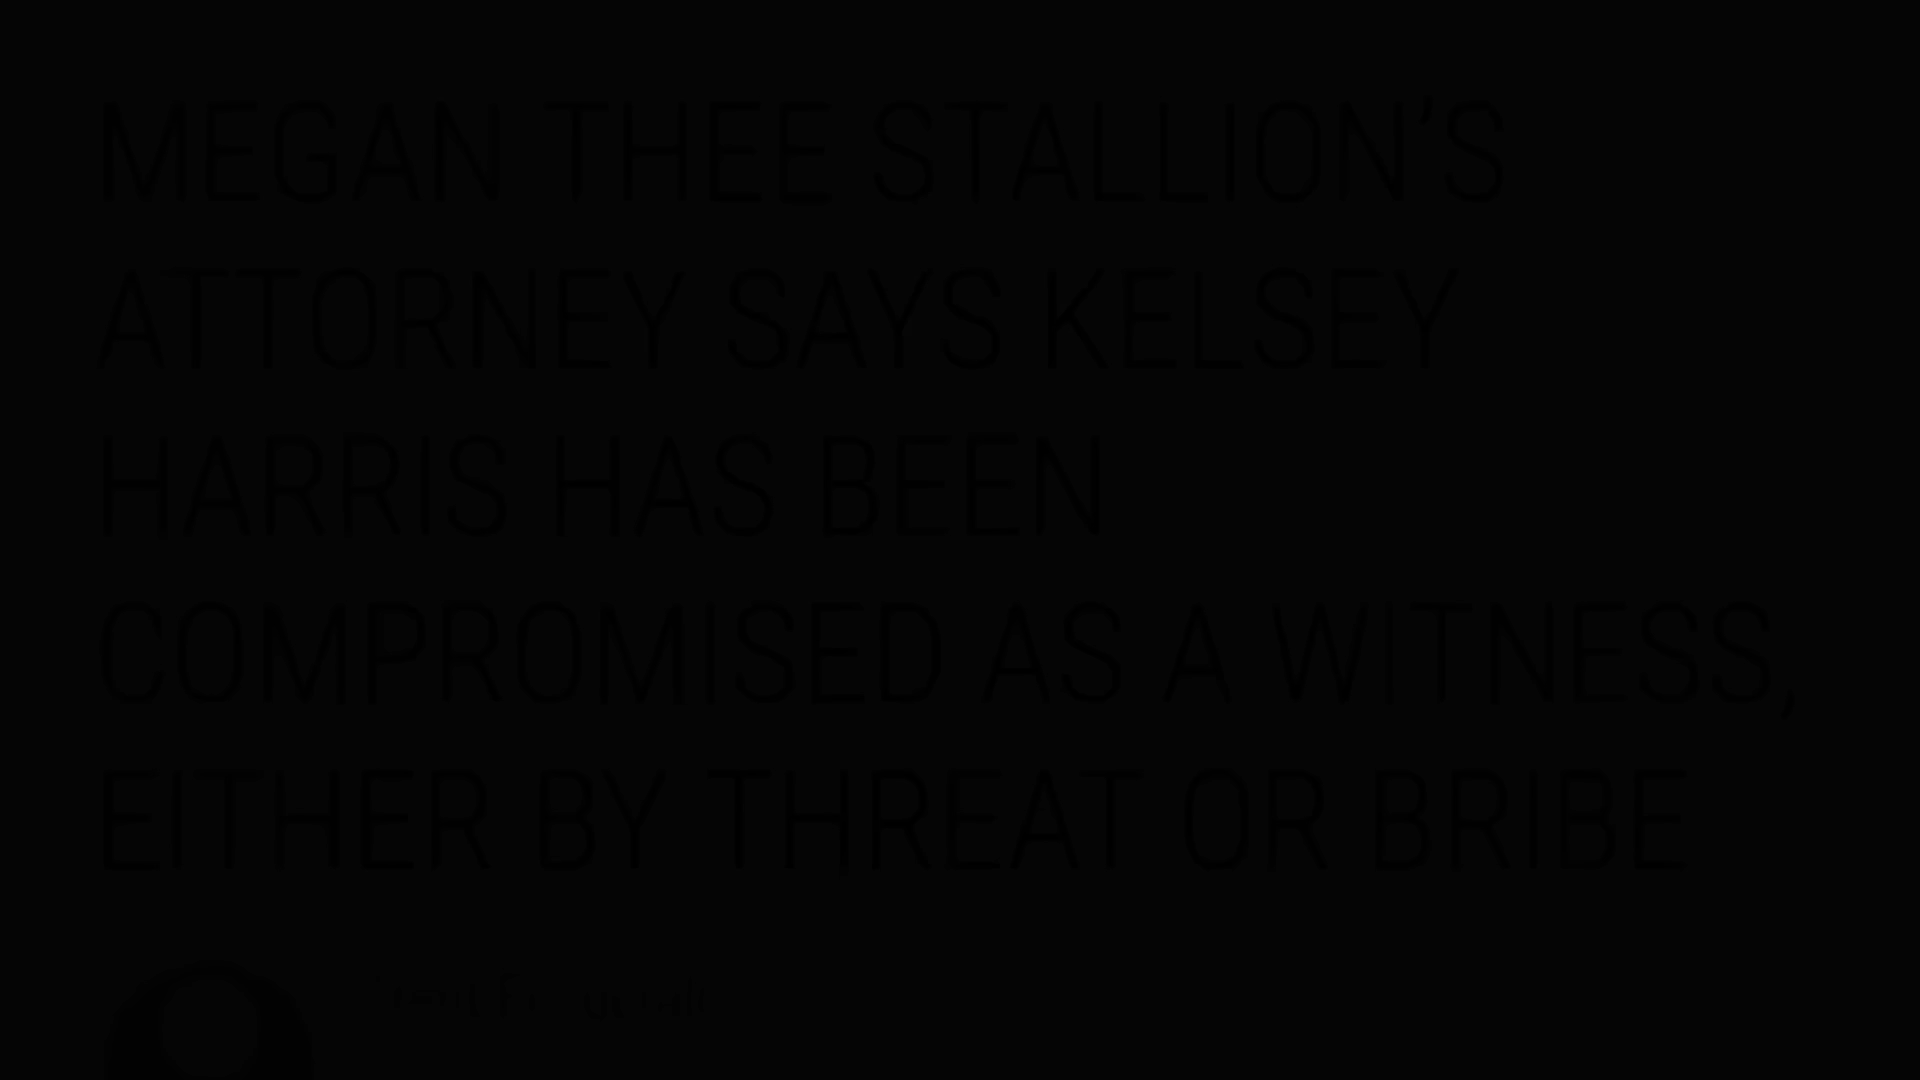 MEGAN THEE STALLION'S
ATTORNEY SAYS KELSEY
HARRIS HAS BEEN
COMPROMISED AS A WITNESS,
EITHER BY THREAT OR BRIBE